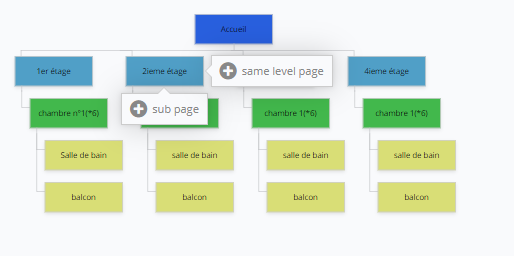 Accueil
1er étage
2ieme étage
same level page
4ieme étage
sub page
chambre n°1(*6)
chambre 1(*6)
chambre 1(*6)
Salle de bain
salle de bain
salle de bain
salle de bain
balcon
balcon
balcon
balcon